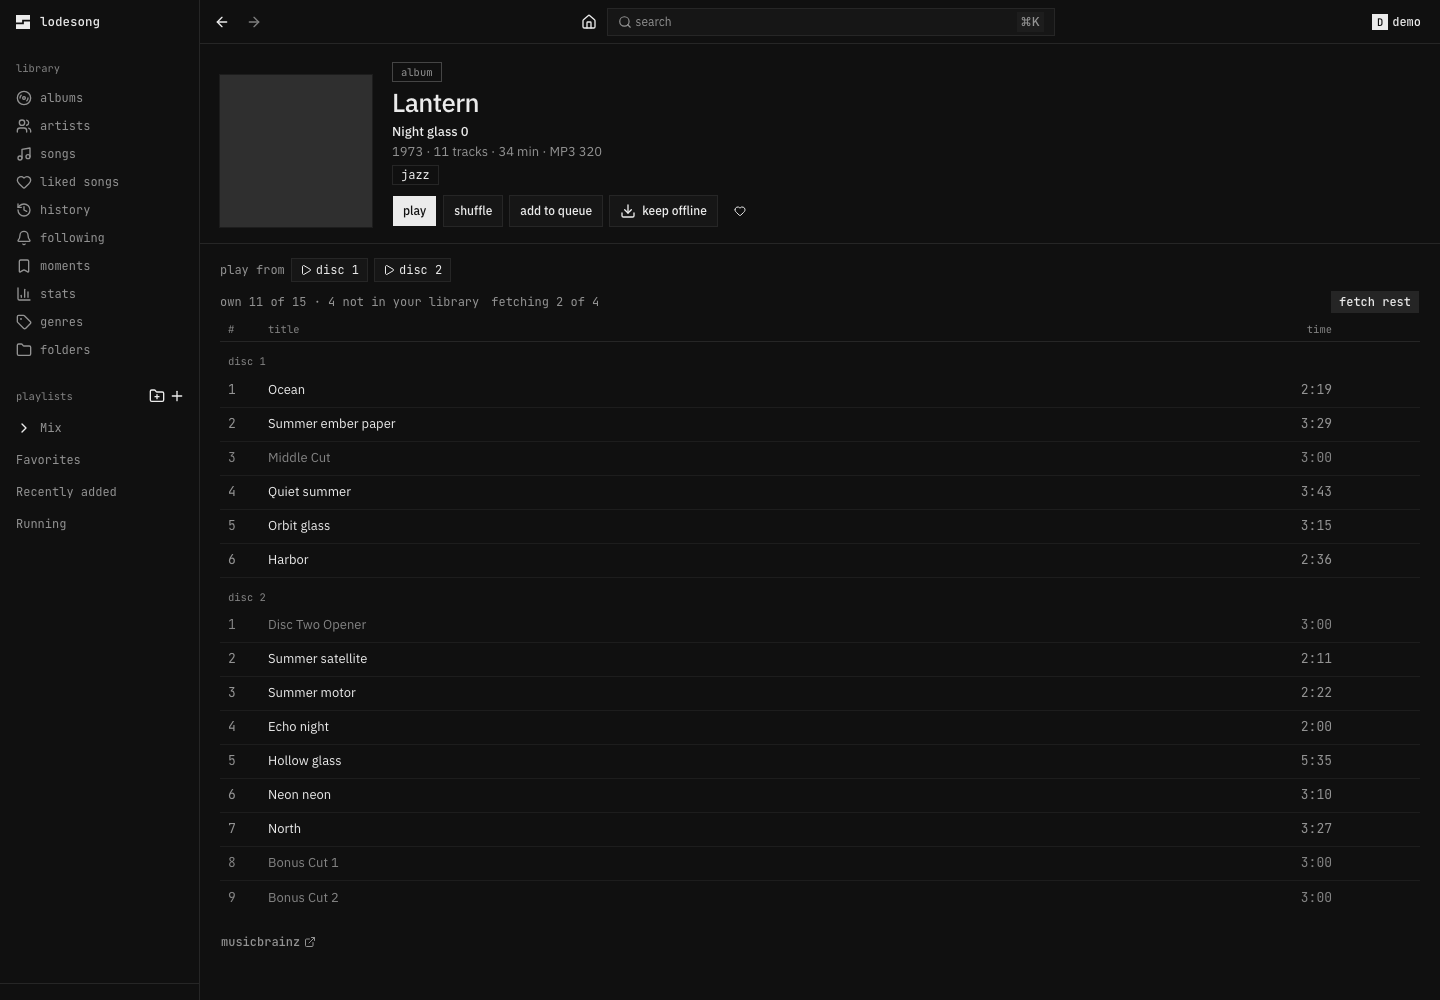 lodesong
search
⌘K
D demo
library
albums
artists
songs
liked songs
history
following
moments
stats
genres
folders
playlists
Mix
Favorites
Recently added
Running
album
Lantern
Night glass 0
1973 · 11 tracks · 34 min · MP3 320
jazz
play
shuffle
add to queue
keep offline
play from
disc 1
disc 2
own 11 of 15 · 4 not in your library fetching 2 of 4
fetch rest
# title time
disc 1
1 Ocean 2:19
2 Summer ember paper 3:29
3 Middle Cut 3:00
4 Quiet summer 3:43
5 Orbit glass 3:15
6 Harbor 2:36
disc 2
1 Disc Two Opener 3:00
2 Summer satellite 2:11
3 Summer motor 2:22
4 Echo night 2:00
5 Hollow glass 5:35
6 Neon neon 3:10
7 North 3:27
8 Bonus Cut 1 3:00
9 Bonus Cut 2 3:00
musicbrainz